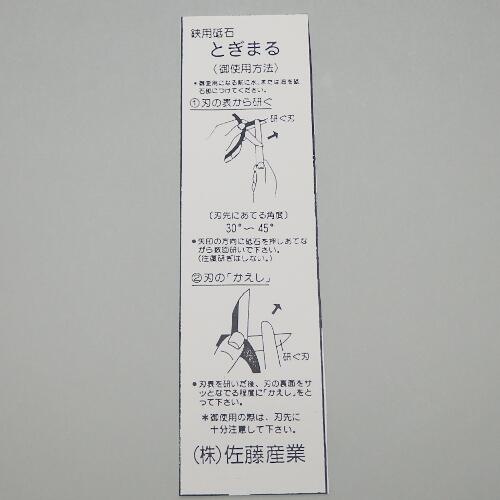 鋏用砥石
とぎまる
〈御使用方法〉
●御使用になる前に水、または油を砥
石面につけてください。
①刃の表から研ぐ
研ぐ刃
(刃先にあてる角度)
30°〜45°
●矢印の方向に砥石を押しあてな
がら数回研いで下さい。
(往復研ぎはしない。)
②刃の「かえし」
研ぐ刃
●刃表を研いだ後、刃の裏面をサ
ッとなでる程度に「かえし」をと
って下さい。
＊御使用の際は、刃先に
十分注意して下さい。
(株)佐藤産業